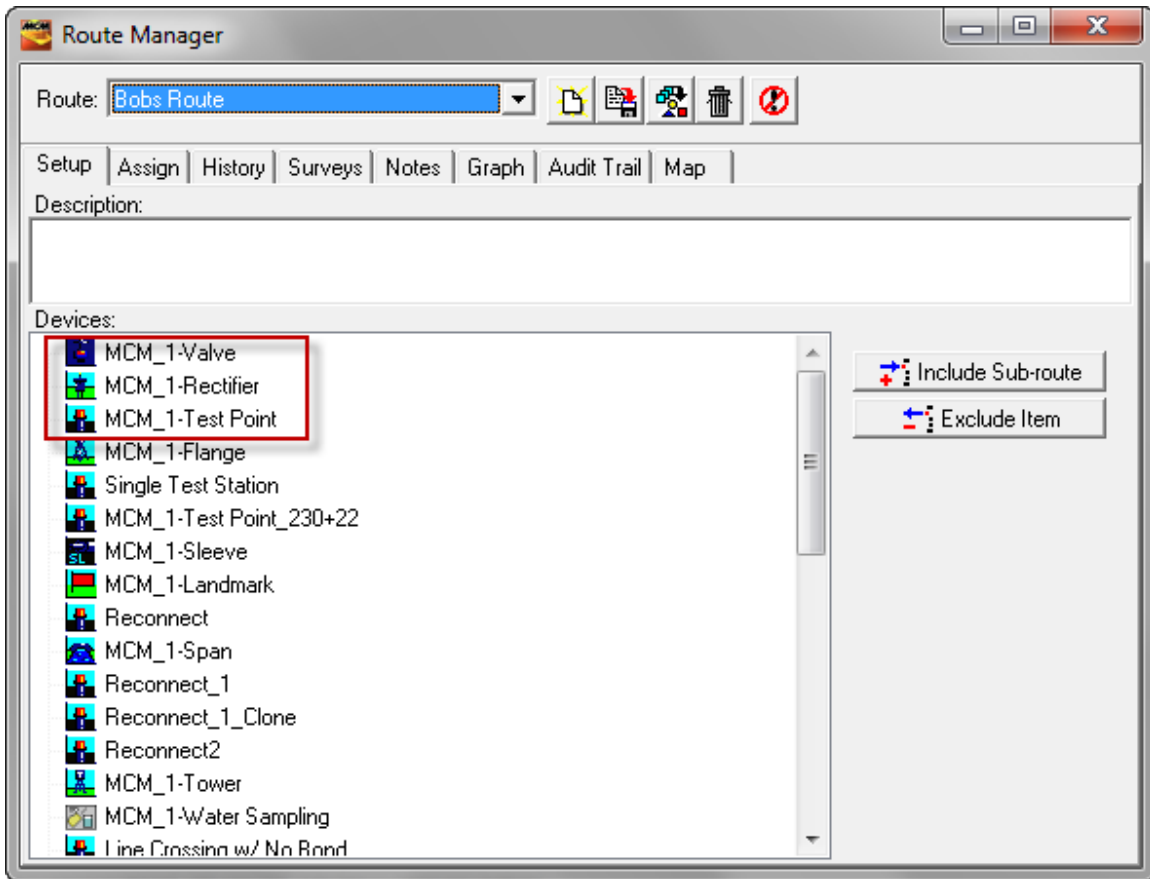 MCM
Route Manager
Route: Bobs Route
Setup Assign History Surveys Notes Graph Audit Trail Map
Description:
Devices:
MCM_1-Valve
MCM_1-Rectifier
MCM_1-Test Point
MCM_1-Flange
Single Test Station
MCM_1-Test Point_230+22
SL
MCM_1-Sleeve
MCM_1-Landmark
Reconnect
MCM_1-Span
Reconnect_1
Reconnect_1_Clone
Reconnect2
MCM_1-Tower
MCM_1-Water Sampling
Line Crossing w/ No Bond
Include Sub-route
Exclude Item